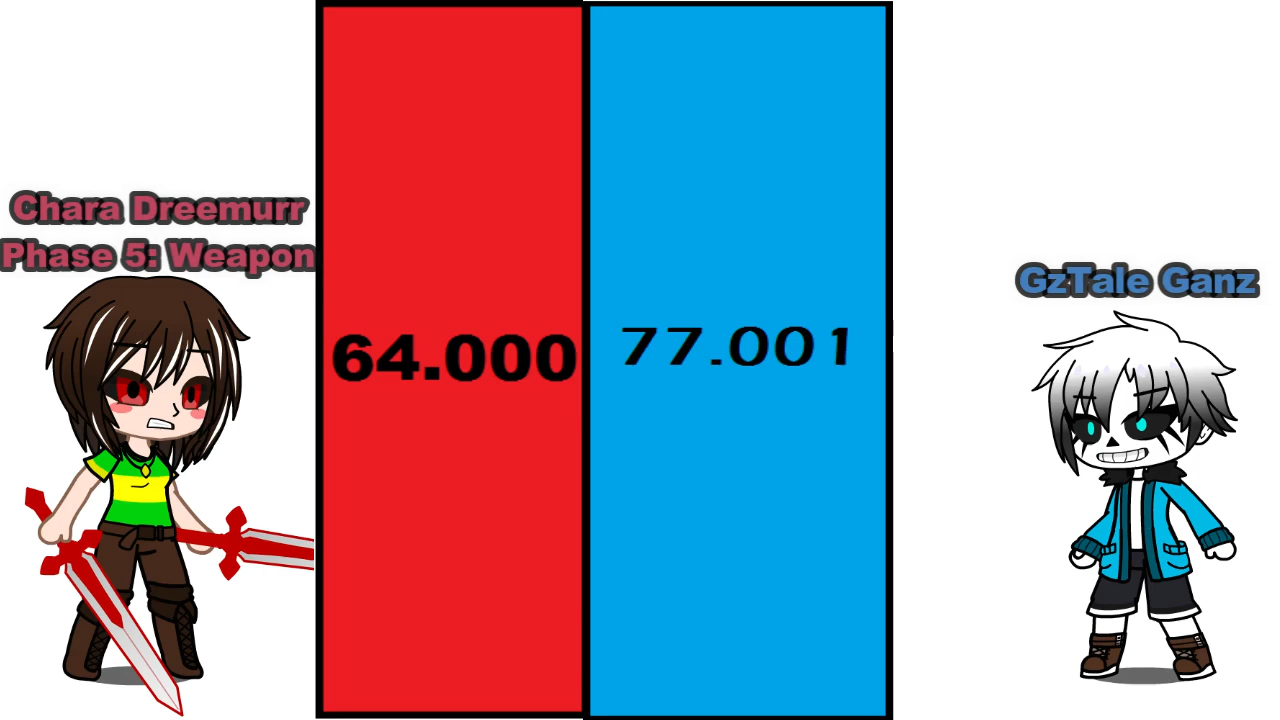 Chara Dreemurr
Phase 5: Weapon
64.000
77.001
GzTale Ganz